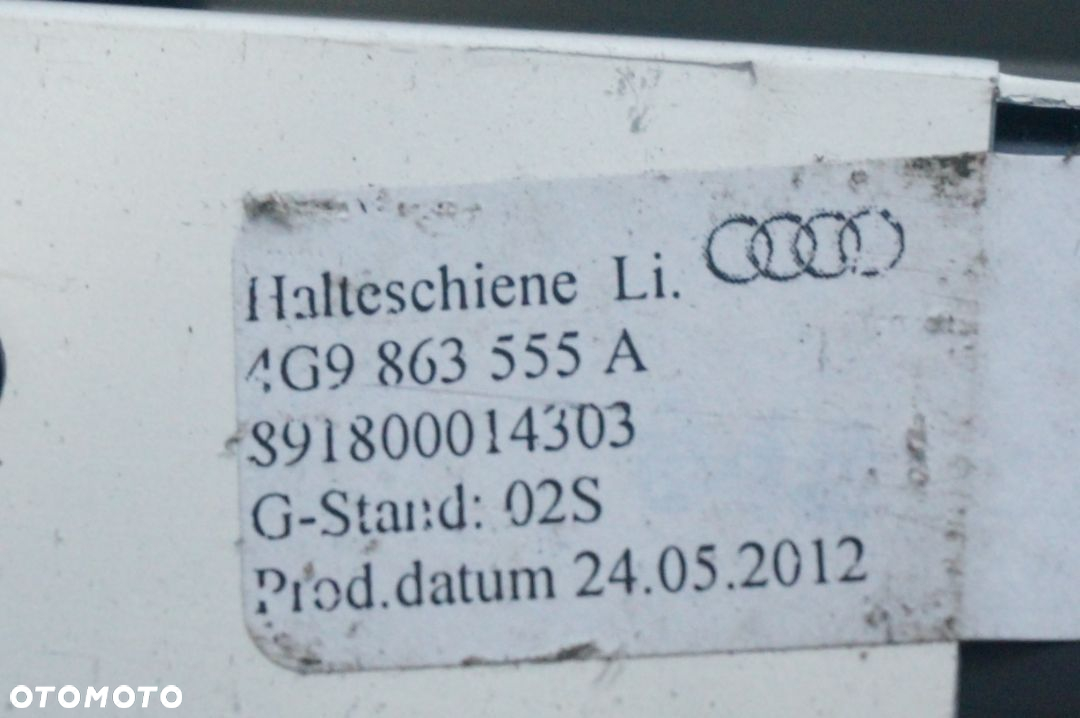 Halteschiene Li.
4G9 863 555 A
891800014303
G-Stand: 02S
Prod.datum 24.05.2012
OTOMOTO